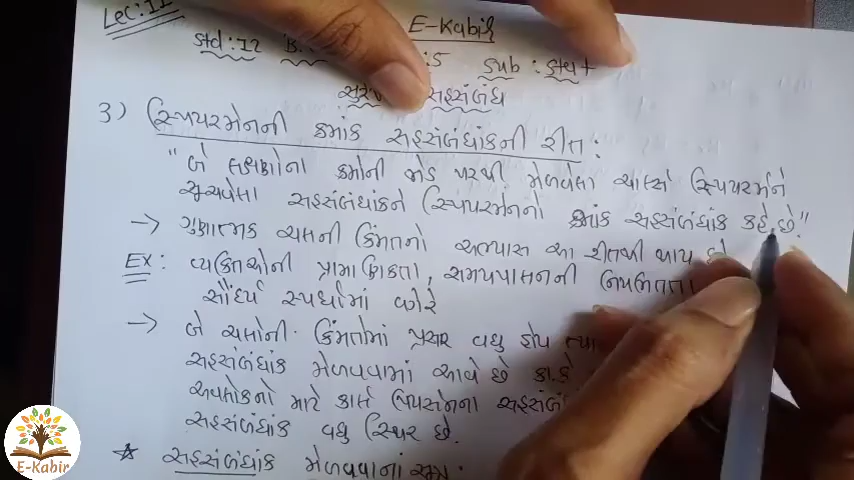 Lec: 11
E-Kabir
Std: 12 B. : 5 Sub : સ્ટેટ
સુરેખ સહસંબંધ
3) સ્પિયરમેનની ક્રમાંક સહસંબંધાંકની રીત :
"બે લક્ષણોના ક્રમોની જોડ પરથી મેળવેલા ચાર્લ્સ સ્પિયરમેને
સૂચવેલા સહસંબંધાંકને સ્પિયરમેનનો ક્રમાંક સહસંબંધાંક કહે છે."
→ ગુણાત્મક ચલની કિંમતનો અભ્યાસ આ રીતથી થાય છે
EX: વ્યક્તિઓની પ્રામાણિકતા, સમયપાલનની નિયમિતતા
સૌંદર્ય સ્પર્ધામાં વગેરે
→ બે ચલોની કિંમતોમાં પ્રસાર વધુ હોય ત્યા
સહસંબંધાંક મેળવવામાં આવે છે કા.કે
અવલોકનો માટે કાર્લ પિયર્સનના સહસંબં
સહસંબંધાંક વધુ સ્થિર છે.
* સહસંબંધાંક મેળવવાનાં સૂત્ર :
E-Kabir